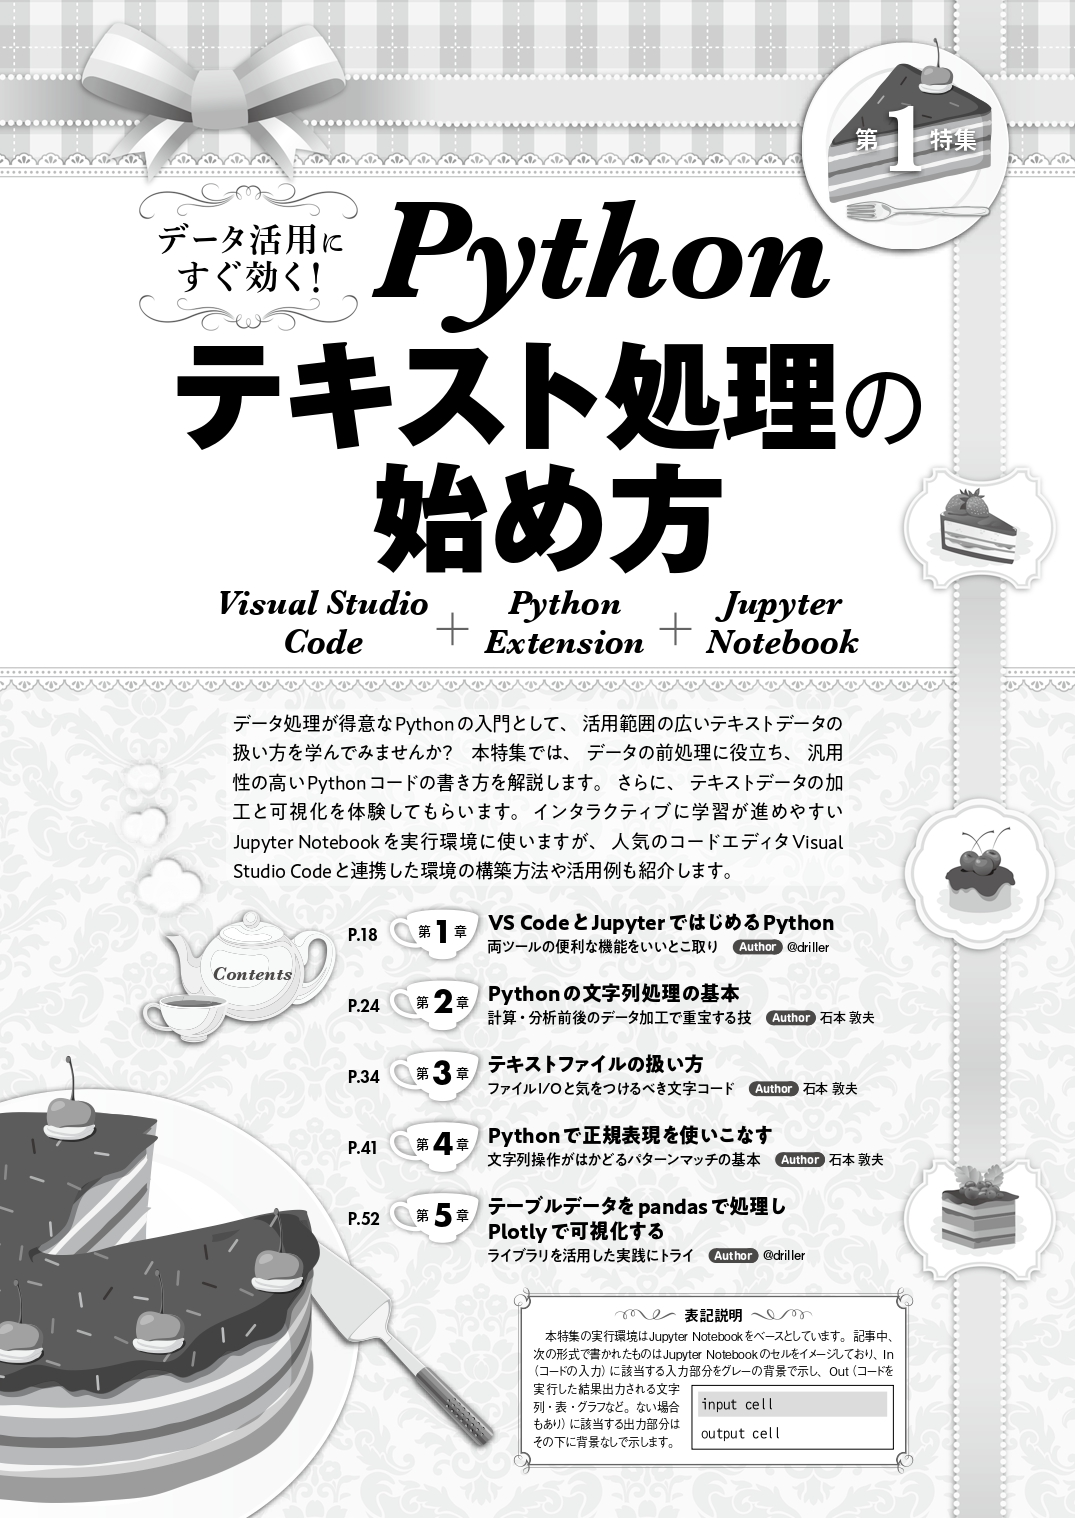 第1特集
データ活用に
すぐ効く!
Python
テキスト処理の
始め方
Visual Studio
Code
+
Python
Extension
+
Jupyter
Notebook
データ処理が得意なPythonの入門として、活用範囲の広いテキストデータの
扱い方を学んでみませんか? 本特集では、データの前処理に役立ち、汎用
性の高いPythonコードの書き方を解説します。さらに、テキストデータの加
工と可視化を体験してもらいます。インタラクティブに学習が進めやすい
Jupyter Notebookを実行環境に使いますが、人気のコードエディタVisual
Studio Codeと連携した環境の構築方法や活用例も紹介します。
Contents
P.18 第1章 VS CodeとJupyterではじめるPython
両ツールの便利な機能をいいとこ取り Author @driller
P.24 第2章 Pythonの文字列処理の基本
計算・分析前後のデータ加工で重宝する技 Author 石本 敦夫
P.34 第3章 テキストファイルの扱い方
ファイルI/Oと気をつけるべき文字コード Author 石本 敦夫
P.41 第4章 Pythonで正規表現を使いこなす
文字列操作がはかどるパターンマッチの基本 Author 石本 敦夫
P.52 第5章 テーブルデータをpandasで処理し
Plotlyで可視化する
ライブラリを活用した実践にトライ Author @driller
表記説明
本特集の実行環境はJupyter Notebookをベースとしています。記事中、
次の形式で書かれたものはJupyter Notebookのセルをイメージしており、In
(コードの入力)に該当する入力部分をグレーの背景で示し、Out(コードを
実行した結果出力される文字
列・表・グラフなど。ない場合
もあり)に該当する出力部分は
その下に背景なしで示します。
input cell
output cell